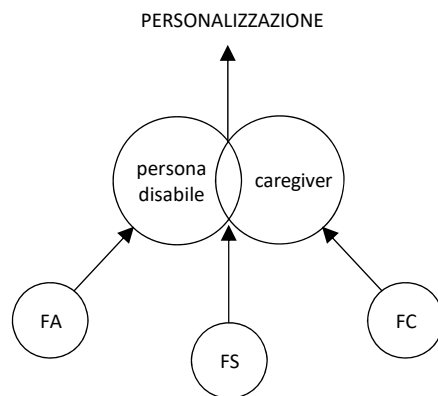 PERSONALIZZAZIONE
persona
disabile
caregiver
FA
FS
FC